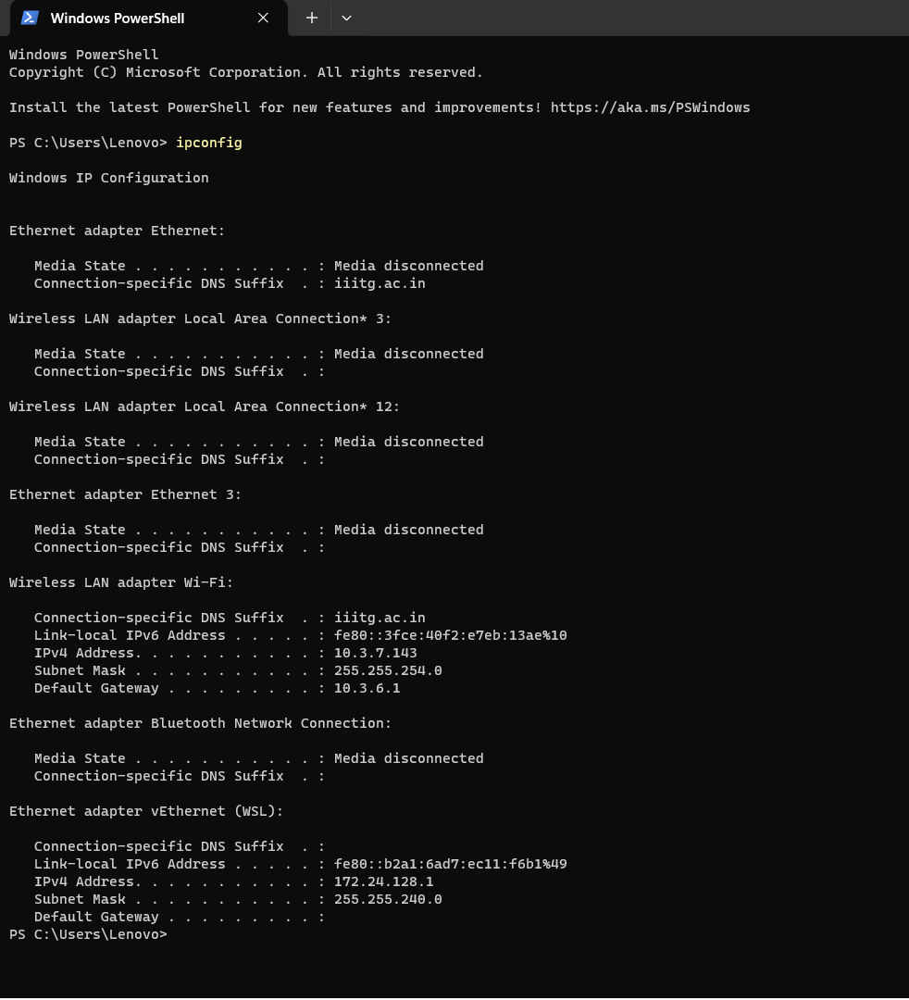 Windows PowerShell
Windows PowerShell
Copyright (C) Microsoft Corporation. All rights reserved.
Install the latest PowerShell for new features and improvements! https://aka.ms/PSWindows
PS C:\Users\Lenovo> ipconfig
Windows IP Configuration
Ethernet adapter Ethernet:
   Media State . . . . . . . . . . . : Media disconnected
   Connection-specific DNS Suffix  . : iiitg.ac.in
Wireless LAN adapter Local Area Connection* 3:
   Media State . . . . . . . . . . . : Media disconnected
   Connection-specific DNS Suffix  . :
Wireless LAN adapter Local Area Connection* 12:
   Media State . . . . . . . . . . . : Media disconnected
   Connection-specific DNS Suffix  . :
Ethernet adapter Ethernet 3:
   Media State . . . . . . . . . . . : Media disconnected
   Connection-specific DNS Suffix  . :
Wireless LAN adapter Wi-Fi:
   Connection-specific DNS Suffix  . : iiitg.ac.in
   Link-local IPv6 Address . . . . . : fe80::3fce:40f2:e7eb:13ae%10
   IPv4 Address. . . . . . . . . . . : 10.3.7.143
   Subnet Mask . . . . . . . . . . . : 255.255.254.0
   Default Gateway . . . . . . . . . : 10.3.6.1
Ethernet adapter Bluetooth Network Connection:
   Media State . . . . . . . . . . . : Media disconnected
   Connection-specific DNS Suffix  . :
Ethernet adapter vEthernet (WSL):
   Connection-specific DNS Suffix  . :
   Link-local IPv6 Address . . . . . : fe80::b2a1:6ad7:ec11:f6b1%49
   IPv4 Address. . . . . . . . . . . : 172.24.128.1
   Subnet Mask . . . . . . . . . . . : 255.255.240.0
   Default Gateway . . . . . . . . . :
PS C:\Users\Lenovo>